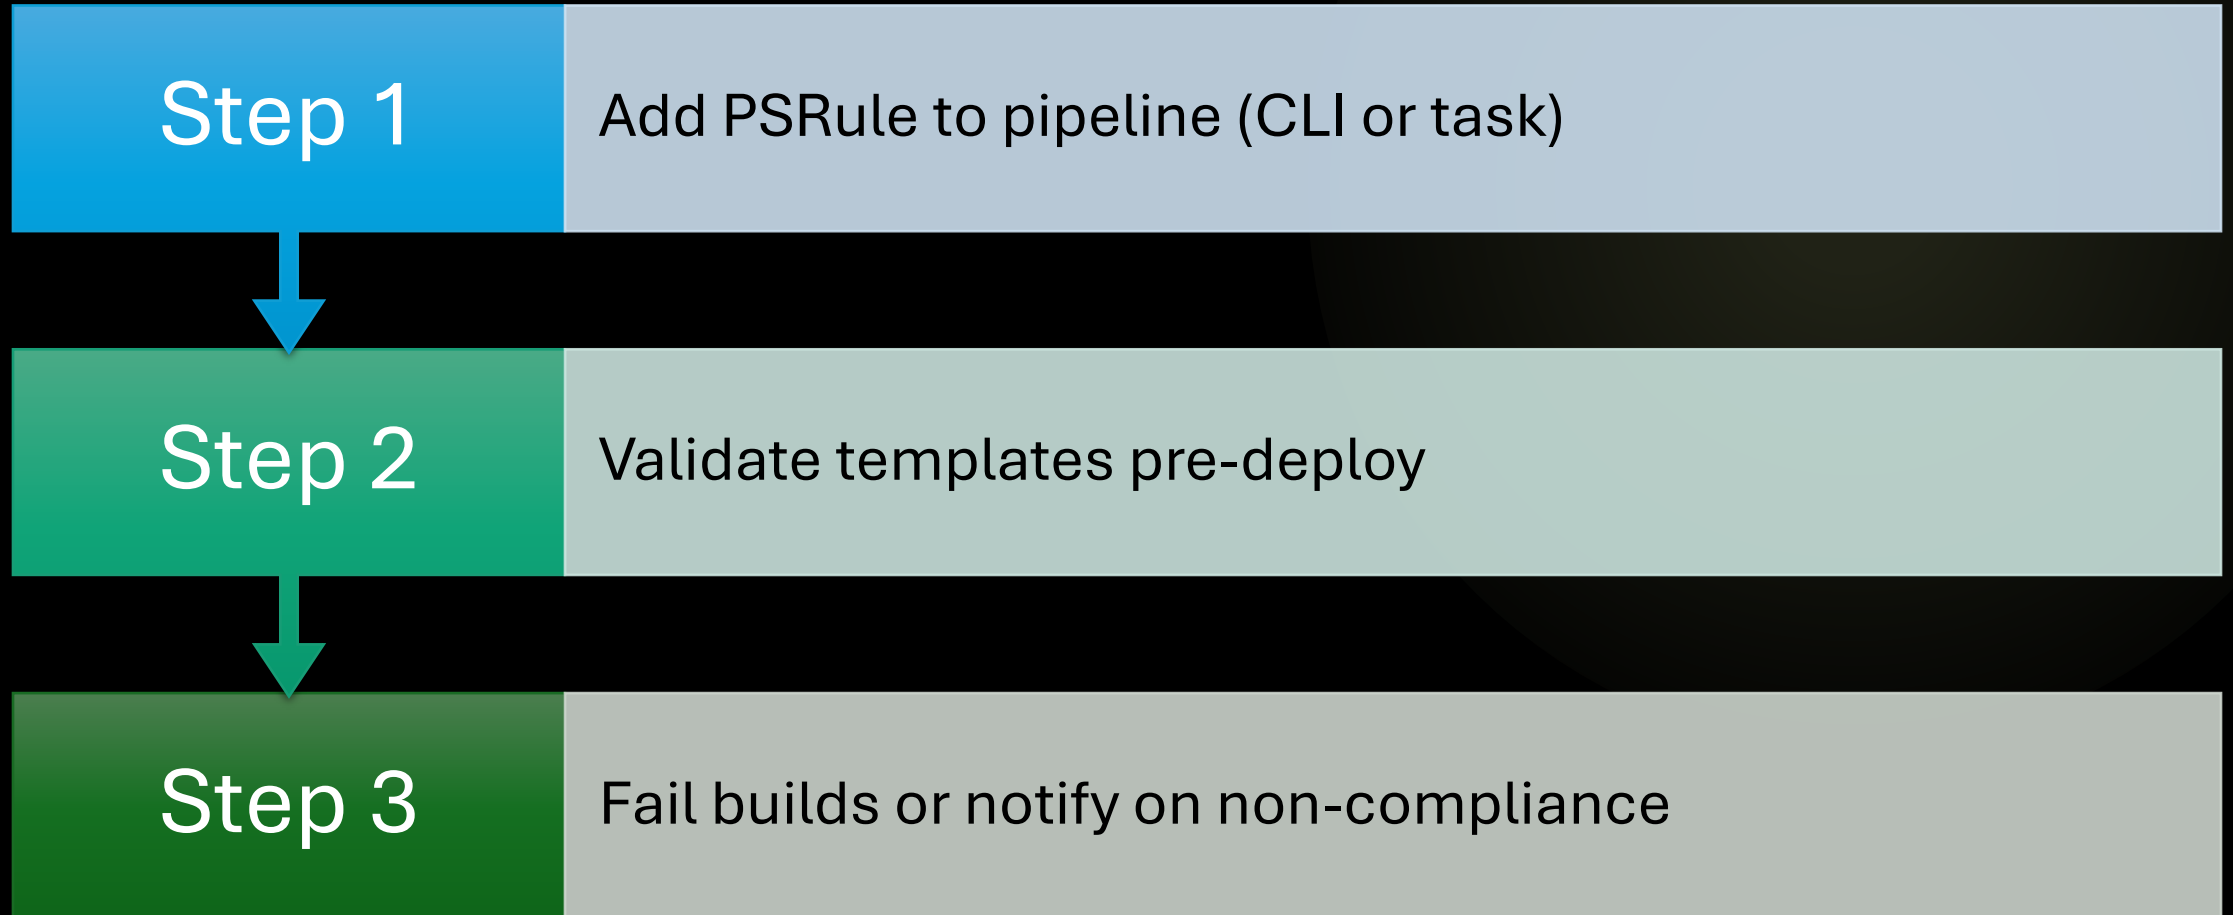 Step 1
Add PSRule to pipeline (CLI or task)
Step 2
Validate templates pre-deploy
Step 3
Fail builds or notify on non-compliance